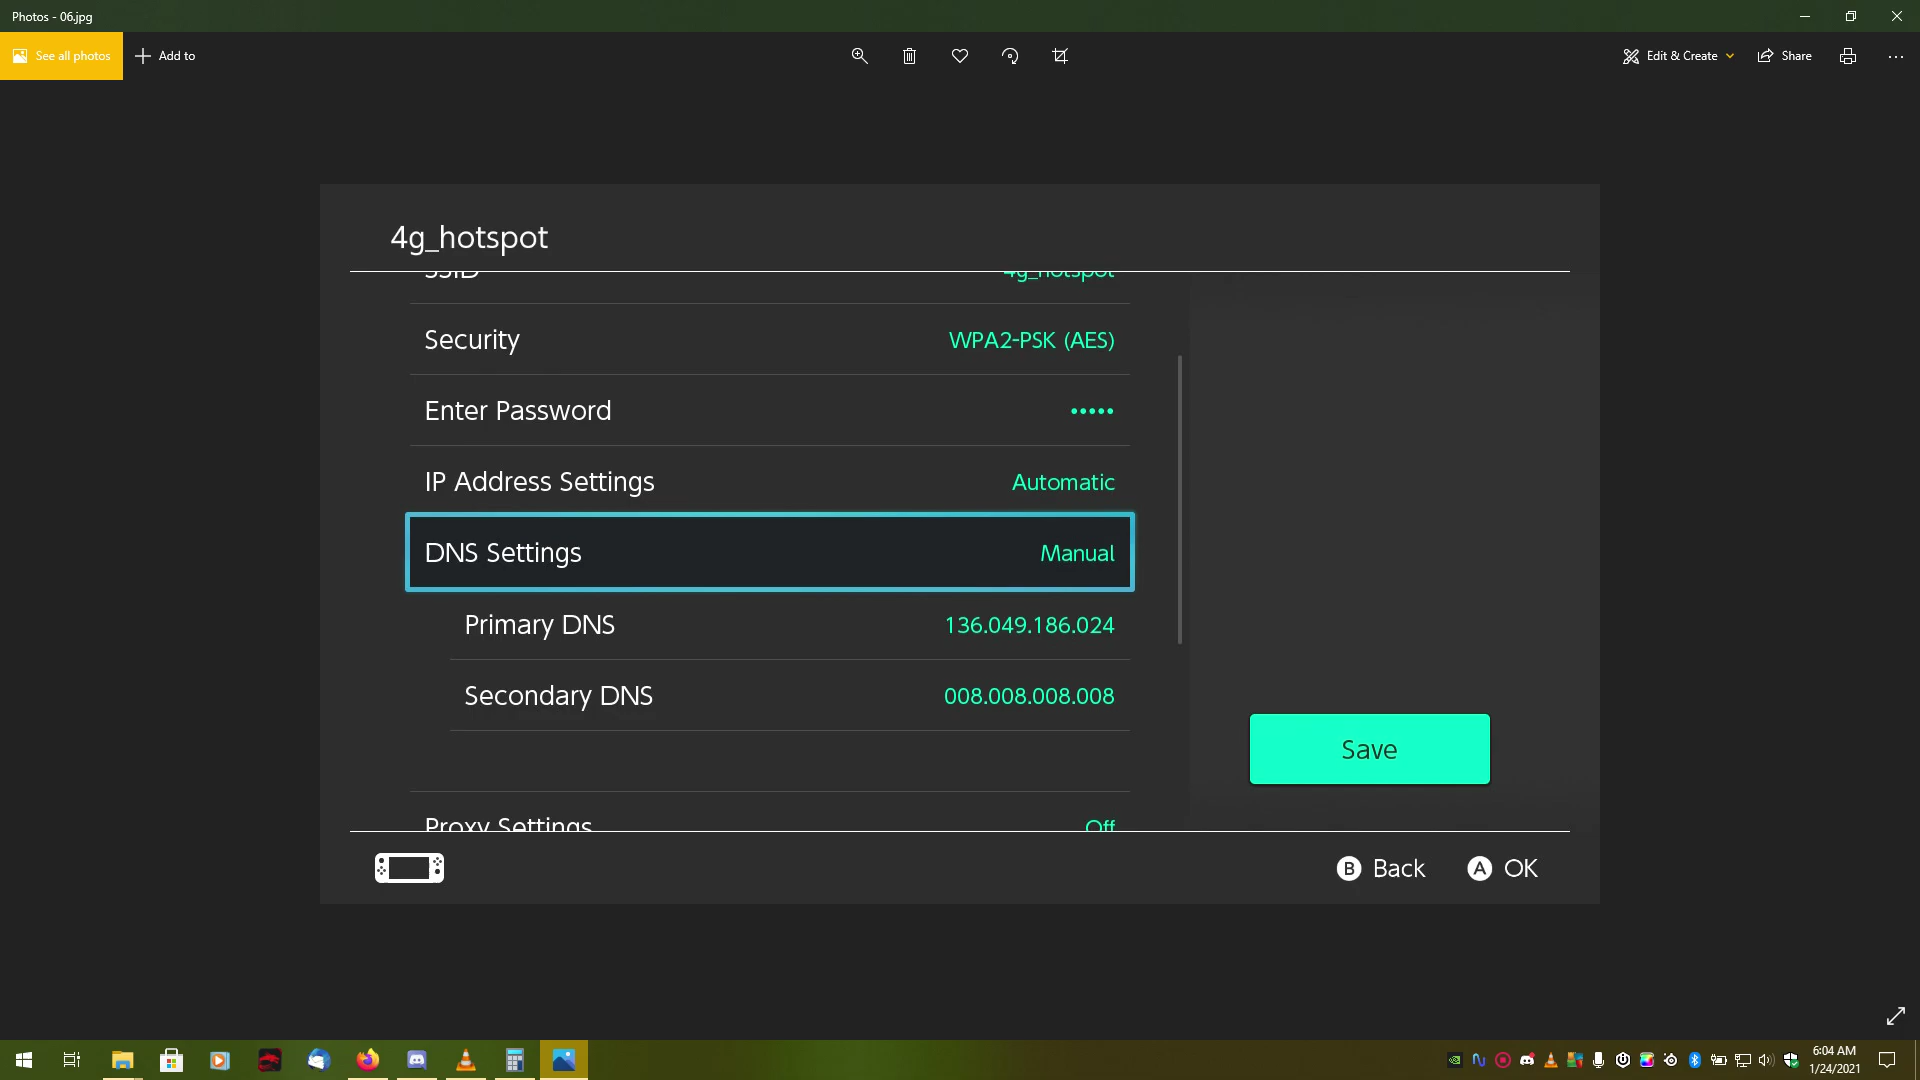 Photos - 06.jpg
See all photos
Add to
Edit & Create
Share
4g_hotspot
SSID 4g_hotspot
Security WPA2-PSK (AES)
Enter Password •••••
IP Address Settings Automatic
DNS Settings Manual
Primary DNS 136.049.186.024
Secondary DNS 008.008.008.008
Save
Proxy Settings Off
B Back A OK
6:04 AM
1/24/2021